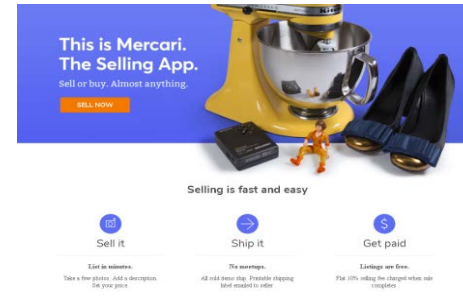 This is Mercari.
The Selling App.
Sell or buy. Almost anything.
SELL NOW
Selling is fast and easy
Sell it
Ship it
Get paid
List in minutes.
No meetups.
Listings are free.
Take a few photos. Add a description.
Set your price
All sold items ship. Printable shipping
label emailed to seller
Flat 10% selling fee charged when sale
completes